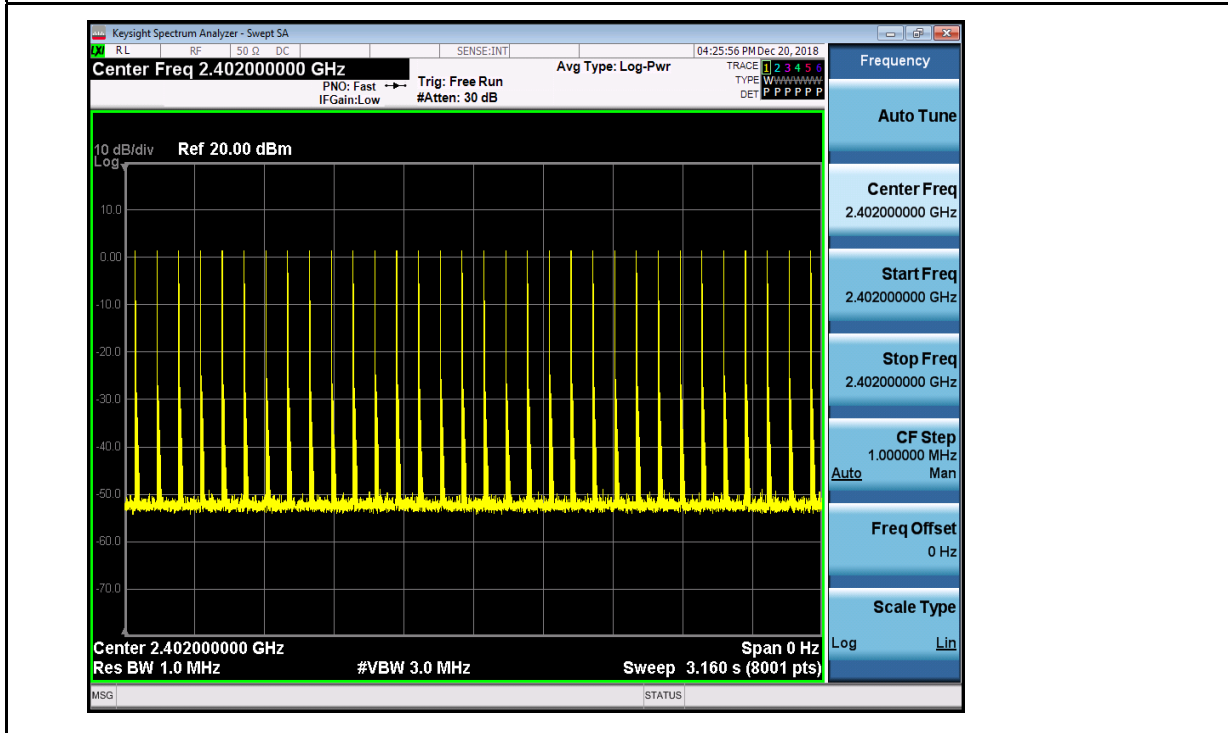 Keysight Spectrum Analyzer - Swept SA
LXI RL RF 50 Ω DC SENSE:INT 04:25:56 PM Dec 20, 2018
Center Freq 2.402000000 GHz
PNO: Fast
IFGain:Low
Trig: Free Run
#Atten: 30 dB
Avg Type: Log-Pwr
TRACE 1 2 3 4 5 6
TYPE WWWWWWW
DET P P P P P P
10 dB/div Ref 20.00 dBm
Log
10.0
0.00
-10.0
-20.0
-30.0
-40.0
-50.0
-60.0
-70.0
Center 2.402000000 GHz Span 0 Hz
Res BW 1.0 MHz #VBW 3.0 MHz Sweep 3.160 s (8001 pts)
MSG STATUS
Frequency
Auto Tune
Center Freq
2.402000000 GHz
Start Freq
2.402000000 GHz
Stop Freq
2.402000000 GHz
CF Step
1.000000 MHz
Auto Man
Freq Offset
0 Hz
Scale Type
Log Lin